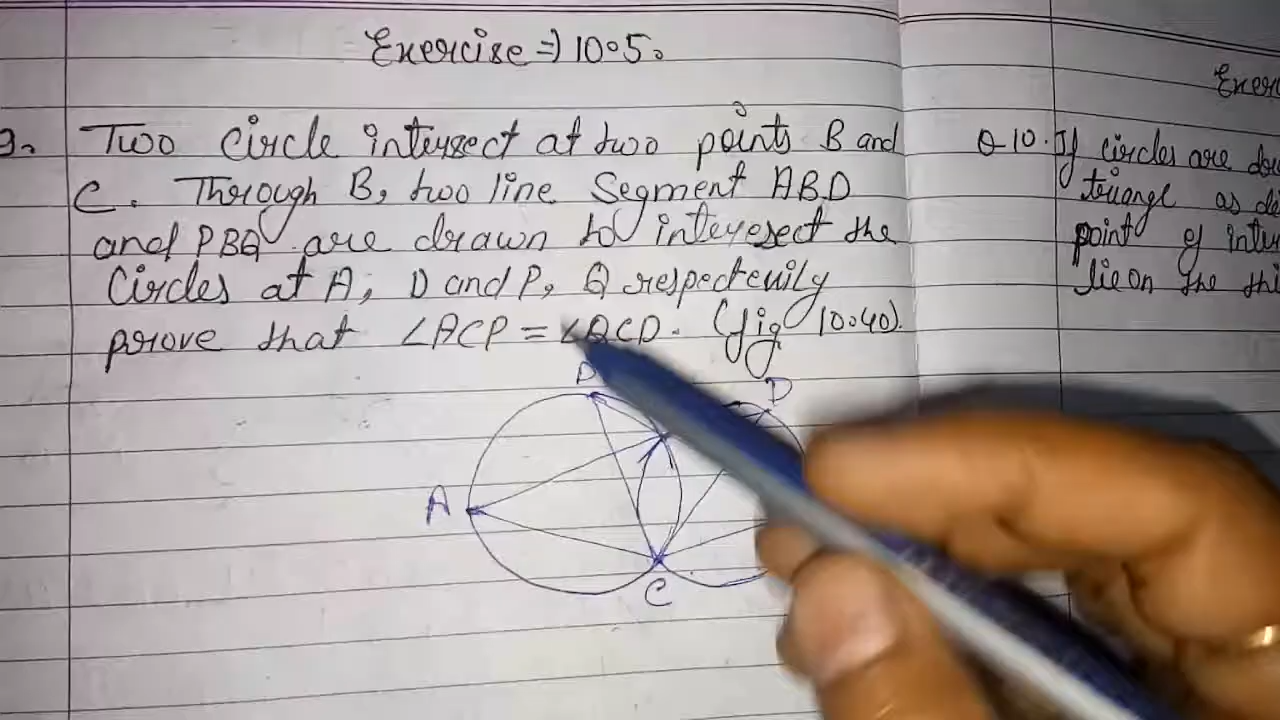 Exercise ⇒ 10.5.
9. Two circle intersect at two points B and
C. Through B, two line Segment ABD
and PBQ are drawn to intersect the
Circles at A, D and P, Q respectevily
prove that ∠ACP = ∠QCD. (fig 10.40).
D
A
C
Exer
Q 10. If circles are
triangl as
point of inter
lie on the thi